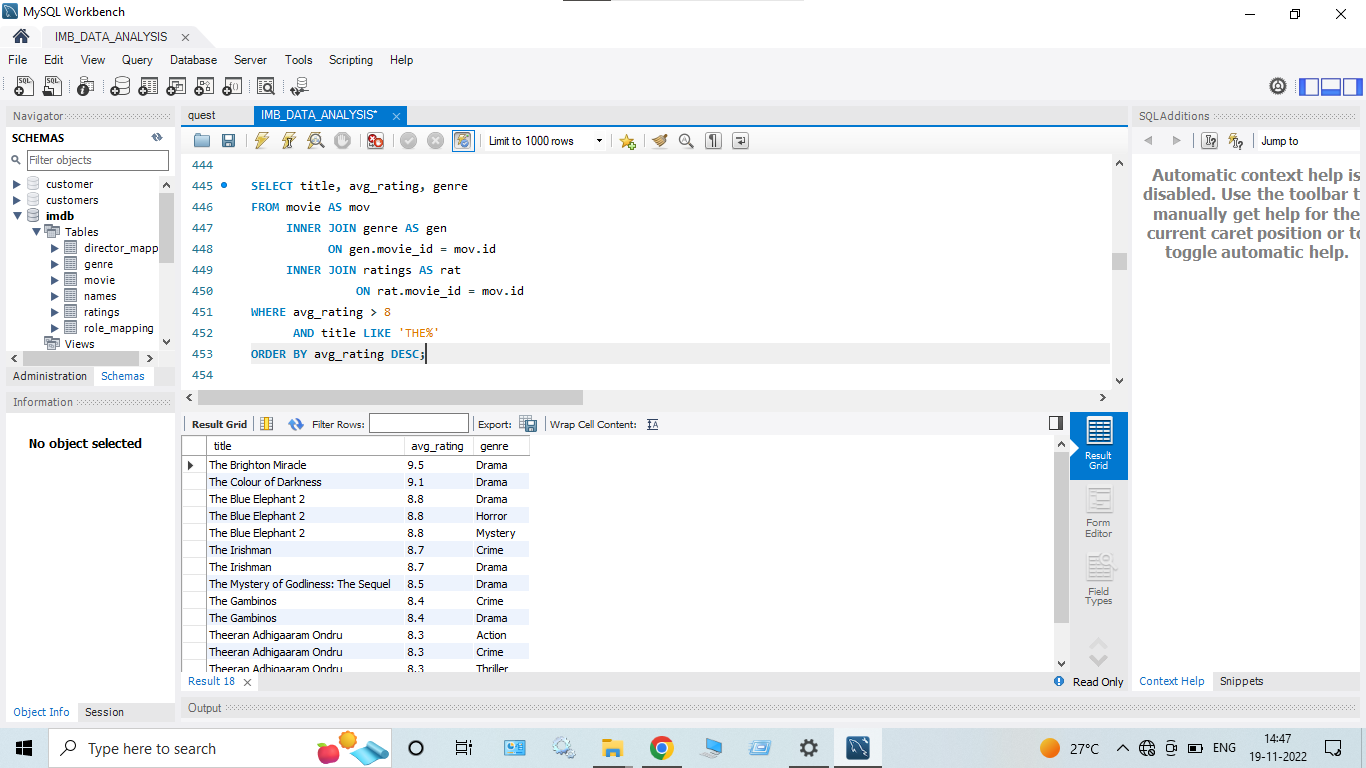 MySQL Workbench
IMB_DATA_ANALYSIS
File Edit View Query Database Server Tools Scripting Help
Navigator
SCHEMAS
Filter objects
customer
customers
imdb
Tables
director_mapp
genre
movie
names
ratings
role_mapping
Views
Administration Schemas
Information
No object selected
Object Info Session
quest IMB_DATA_ANALYSIS*
Limit to 1000 rows
444
445 SELECT title, avg_rating, genre
446 FROM movie AS mov
447 INNER JOIN genre AS gen
448 ON gen.movie_id = mov.id
449 INNER JOIN ratings AS rat
450 ON rat.movie_id = mov.id
451 WHERE avg_rating > 8
452 AND title LIKE 'THE%'
453 ORDER BY avg_rating DESC;
454
Result Grid Filter Rows: Export: Wrap Cell Content:
title avg_rating genre
The Brighton Miracle 9.5 Drama
The Colour of Darkness 9.1 Drama
The Blue Elephant 2 8.8 Drama
The Blue Elephant 2 8.8 Horror
The Blue Elephant 2 8.8 Mystery
The Irishman 8.7 Crime
The Irishman 8.7 Drama
The Mystery of Godliness: The Sequel 8.5 Drama
The Gambinos 8.4 Crime
The Gambinos 8.4 Drama
Theeran Adhigaaram Ondru 8.3 Action
Theeran Adhigaaram Ondru 8.3 Crime
Theeran Adhigaaram Ondru 8.3 Thriller
Result
Grid
Form
Editor
Field
Types
Result 18
Read Only
Output
SQLAdditions
Jump to
Automatic context help is
disabled. Use the toolbar t
manually get help for the
current caret position or to
toggle automatic help.
Context Help Snippets
Type here to search
27°C
ENG
14:47
19-11-2022